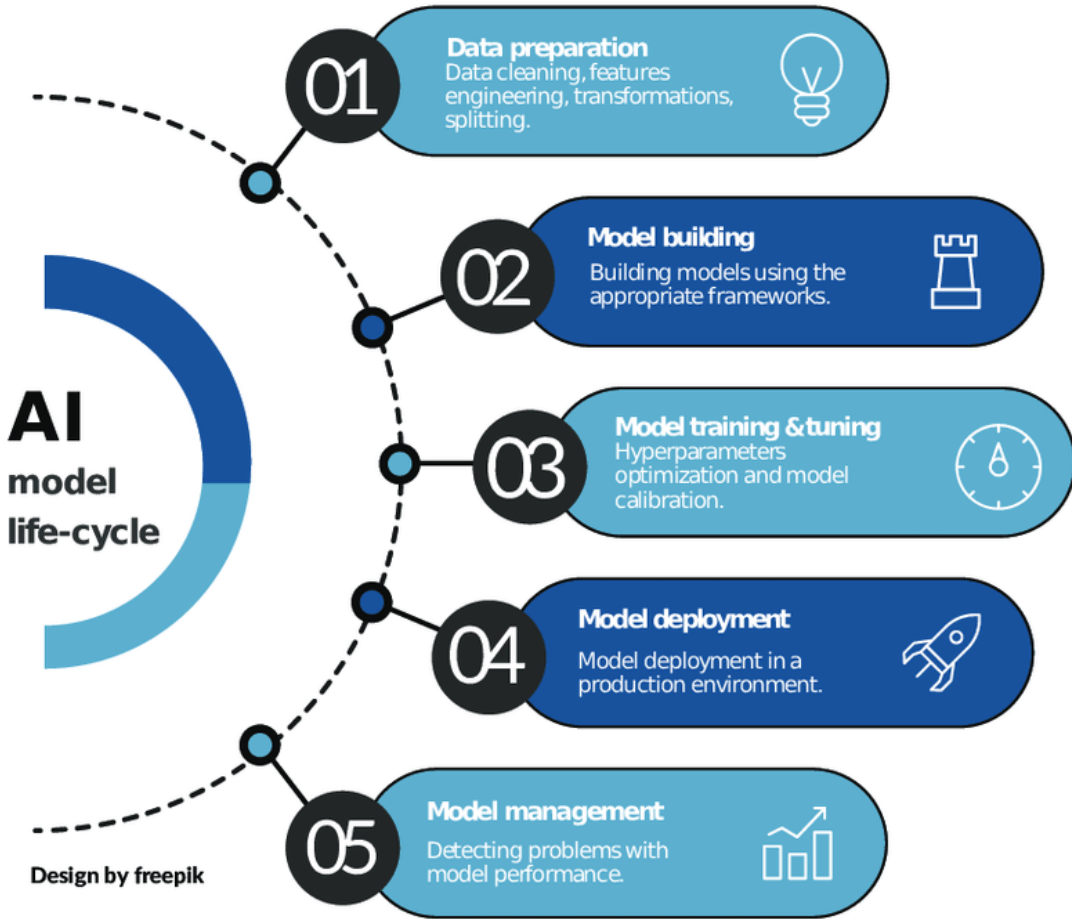 01
Data preparation
Data cleaning, features
engineering, transformations,
splitting.
02
Model building
Building models using the
appropriate frameworks.
AI
model
life-cycle
03
Model training & tuning
Hyperparameters
optimization and model
calibration.
04
Model deployment
Model deployment in a
production environment.
05
Model management
Detecting problems with
model performance.
Design by freepik